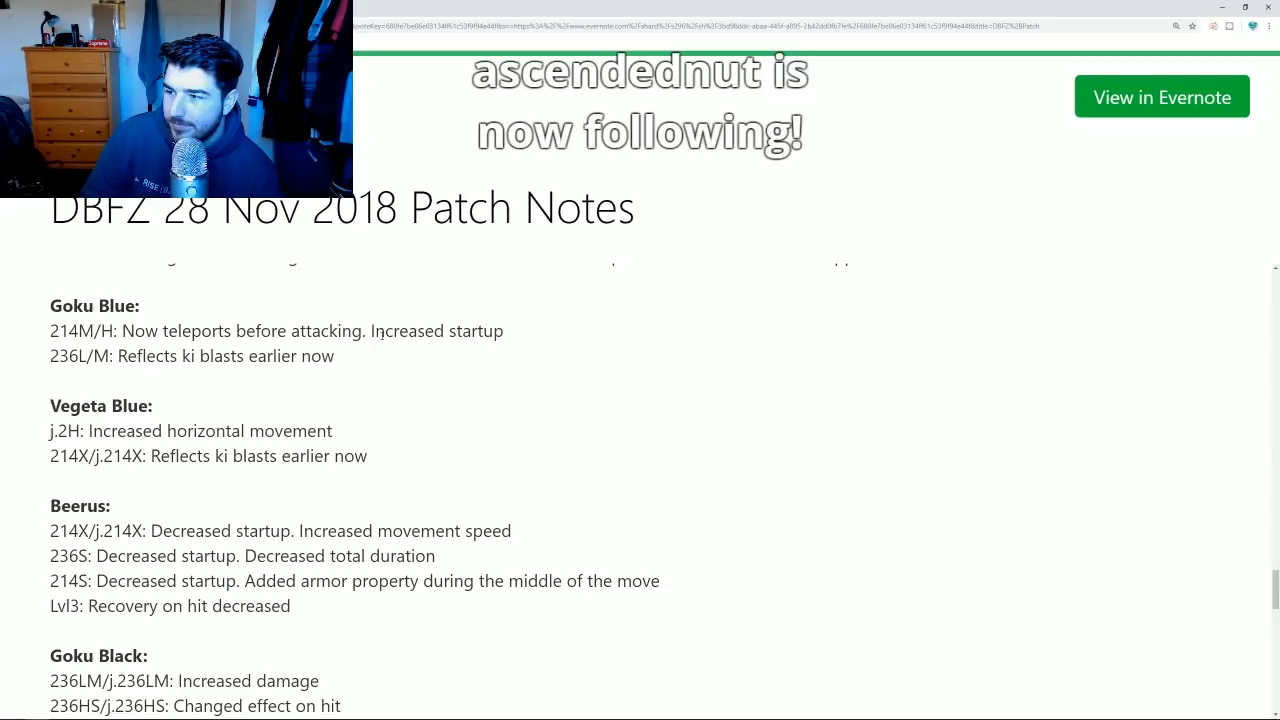 ascendednut is
now following!
View in Evernote
DBFZ 28 Nov 2018 Patch Notes
Goku Blue:
214M/H: Now teleports before attacking. Increased startup
236L/M: Reflects ki blasts earlier now
Vegeta Blue:
j.2H: Increased horizontal movement
214X/j.214X: Reflects ki blasts earlier now
Beerus:
214X/j.214X: Decreased startup. Increased movement speed
236S: Decreased startup. Decreased total duration
214S: Decreased startup. Added armor property during the middle of the move
Lvl3: Recovery on hit decreased
Goku Black:
236LM/j.236LM: Increased damage
236HS/j.236HS: Changed effect on hit
RISE